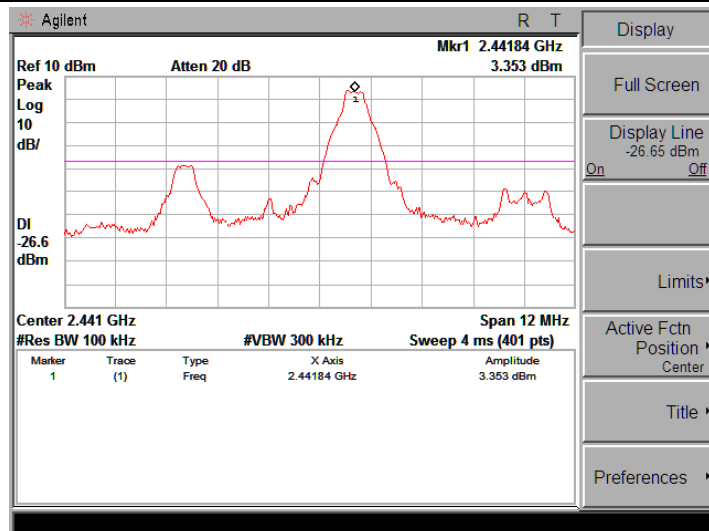 Agilent R T
Mkr1 2.44184 GHz
Ref 10 dBm Atten 20 dB 3.353 dBm
Peak
Log
10
dB/
1
DI
-26.6
dBm
Center 2.441 GHz Span 12 MHz
#Res BW 100 kHz #VBW 300 kHz Sweep 4 ms (401 pts)
Marker Trace Type X Axis Amplitude
1 (1) Freq 2.44184 GHz 3.353 dBm
Display
Full Screen
Display Line
-26.65 dBm
On Off
Limits
Active Fctn
Position
Center
Title
Preferences